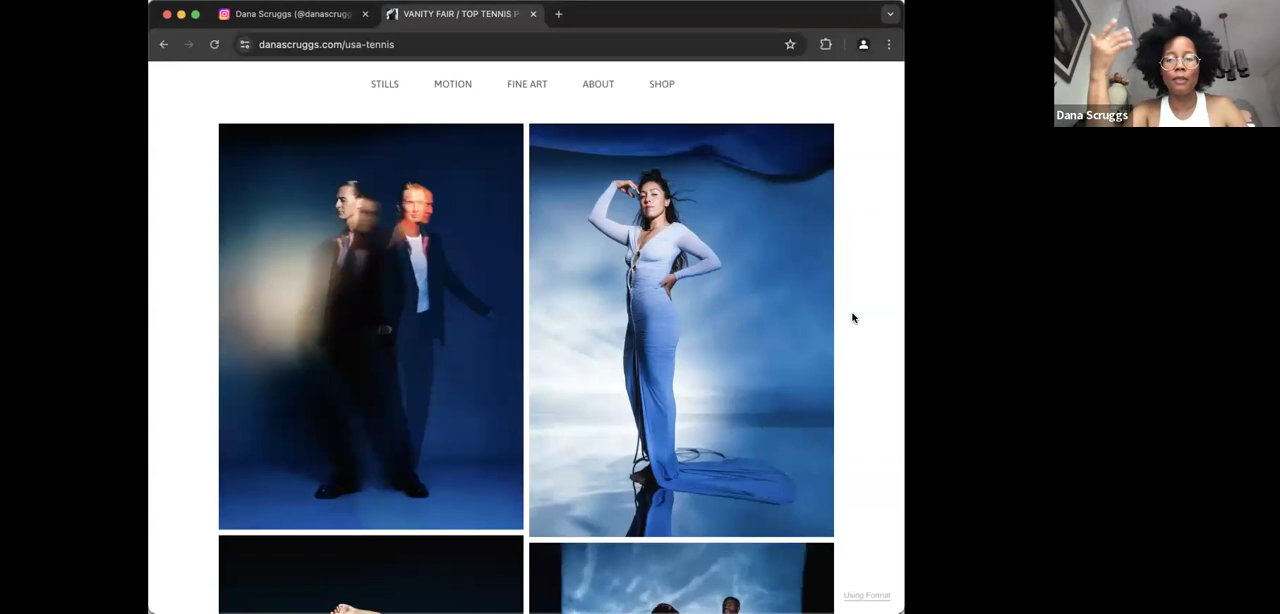 Dana Scruggs (@danascrugg
VANITY FAIR / TOP TENNIS P
danascruggs.com/usa-tennis
STILLS
MOTION
FINE ART
ABOUT
SHOP
Dana Scruggs
Using Format